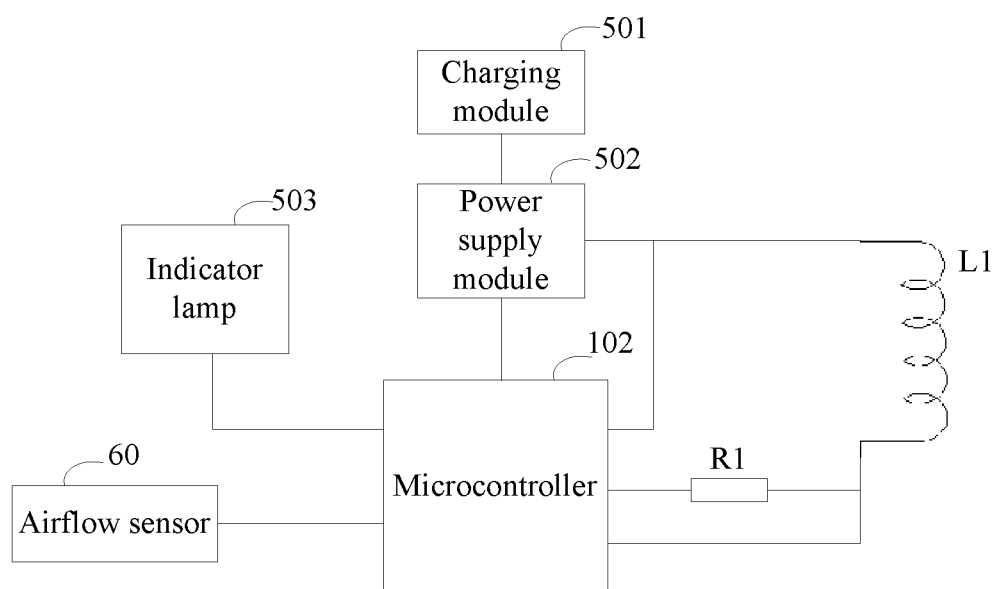 501
Charging
module
502
Power
supply
module
503
Indicator
lamp
L1
102
Microcontroller
R1
60
Airflow sensor